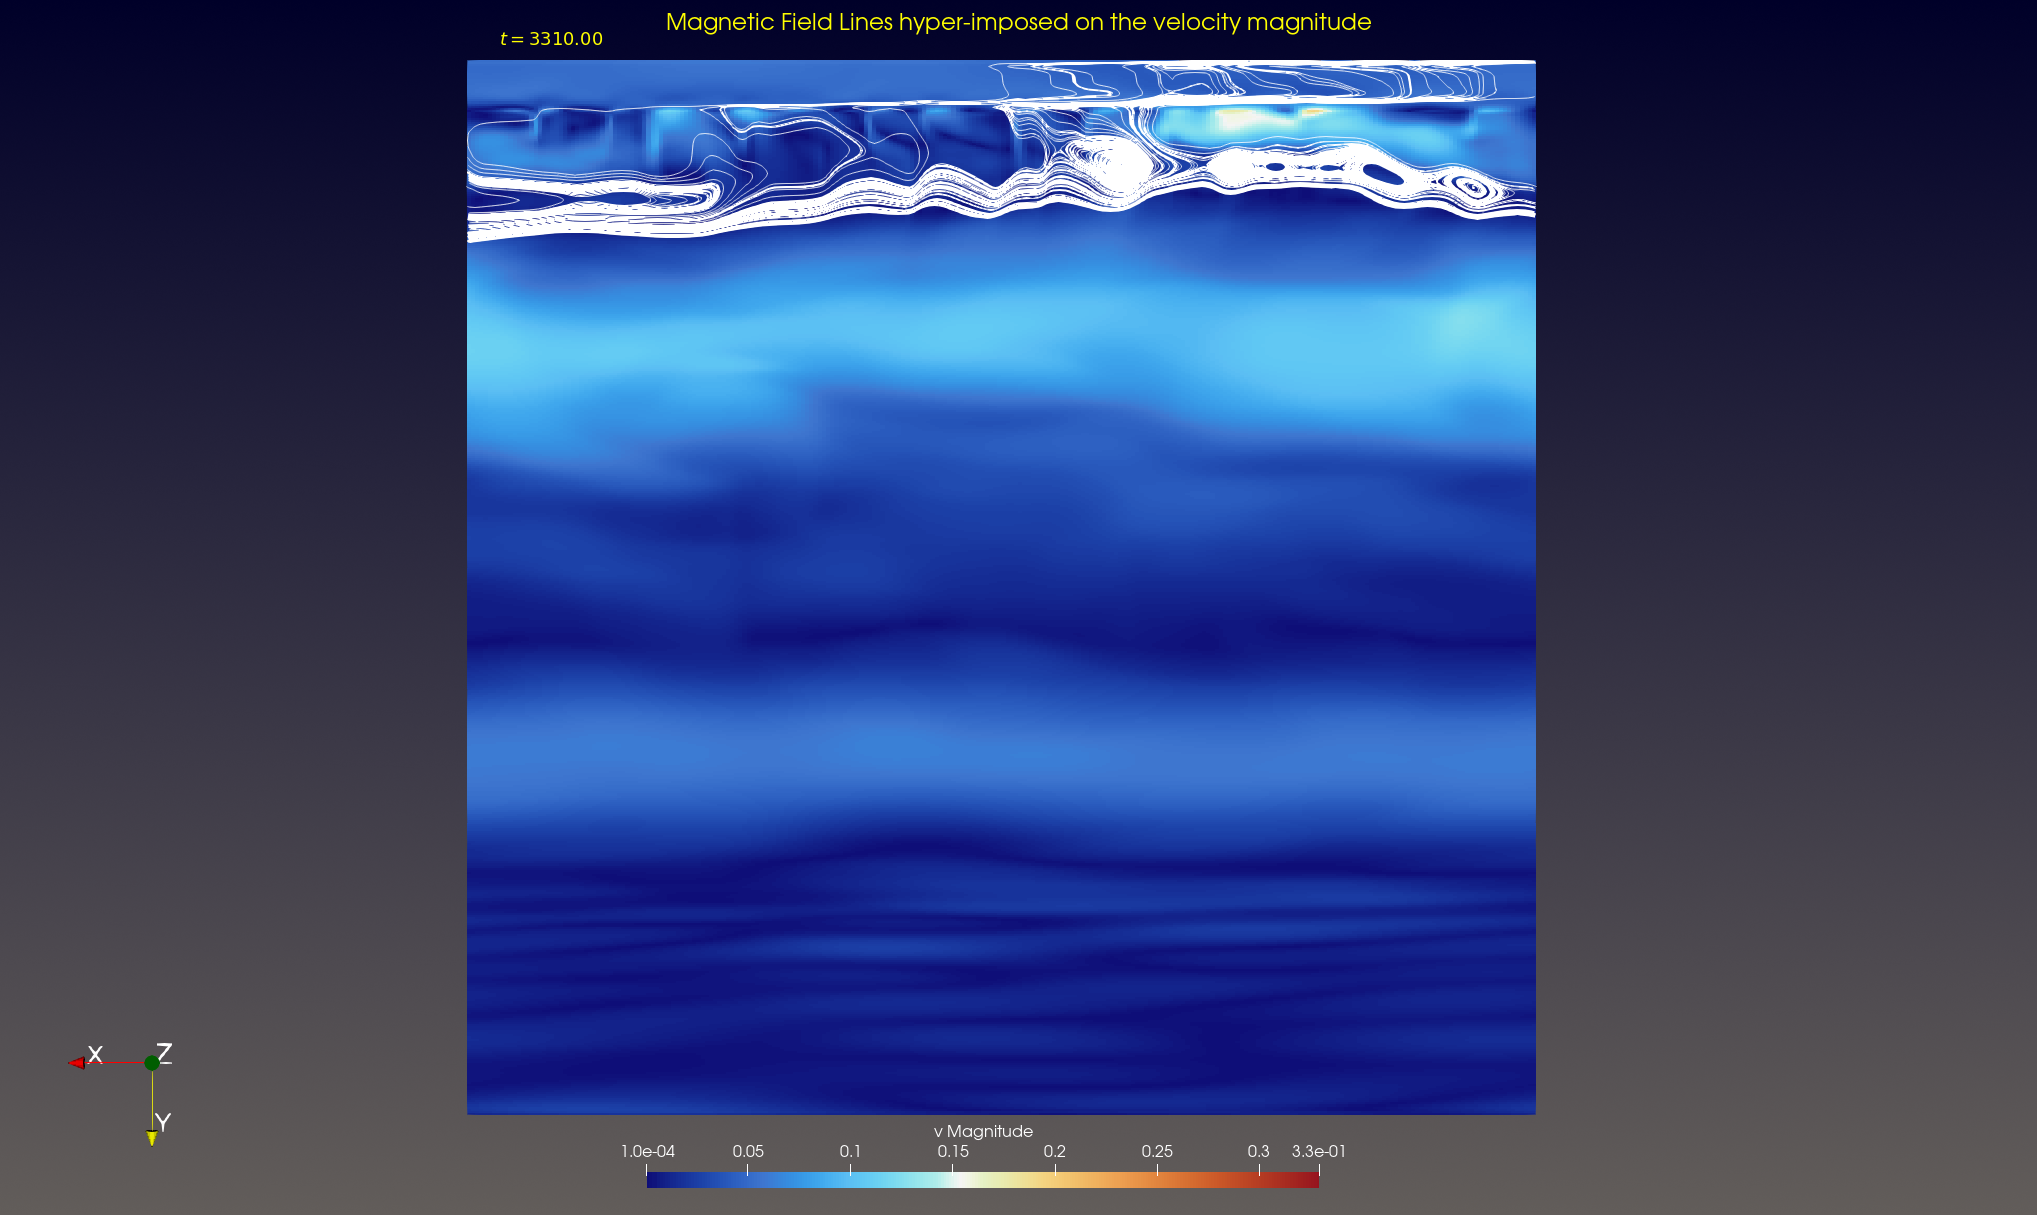 Magnetic Field Lines hyper-imposed on the velocity magnitude
t = 3310.00
X
Z
Y
v Magnitude
1.0e-04 0.05 0.1 0.15 0.2 0.25 0.3 3.3e-01